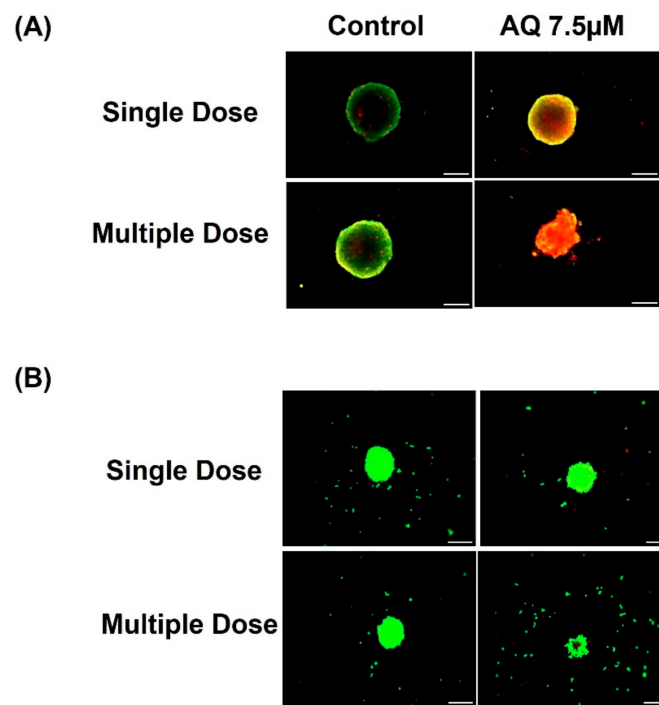 (A)
Control AQ 7.5µM
Single Dose
Multiple Dose
(B)
Single Dose
Multiple Dose